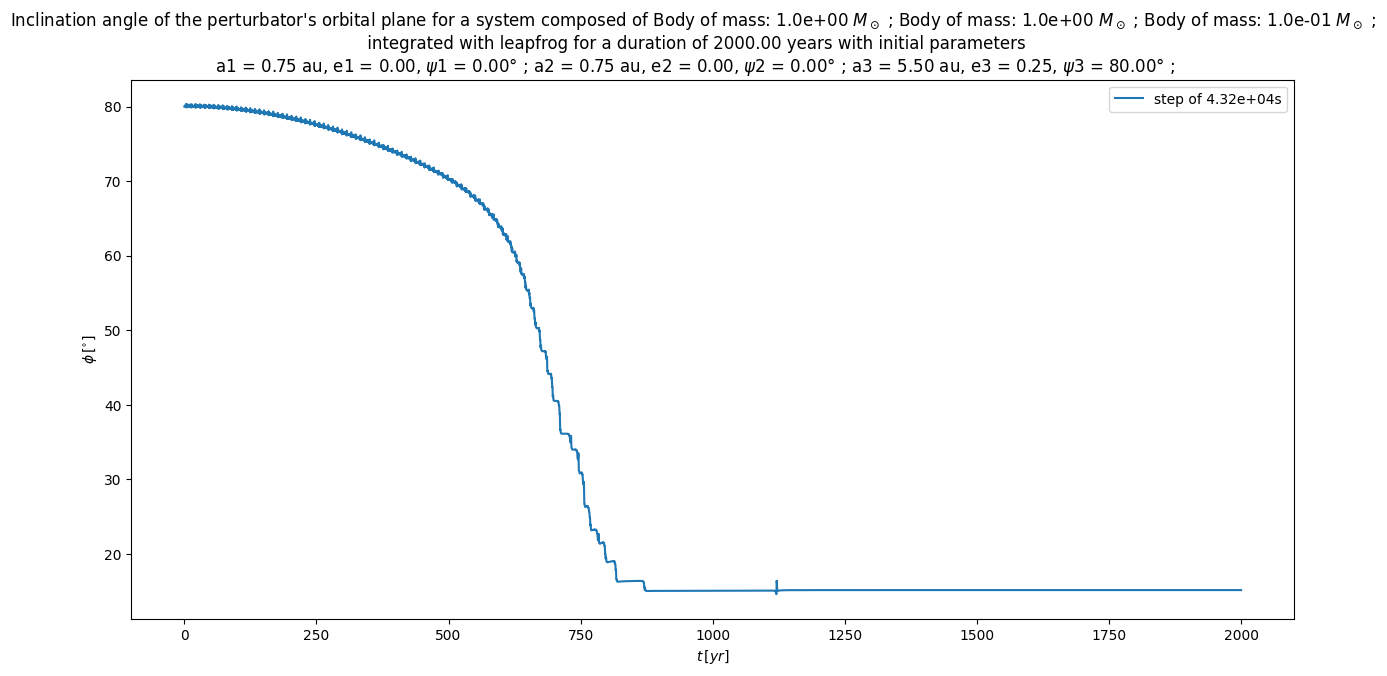 Inclination angle of the perturbator's orbital plane for a system composed of Body of mass: 1.0e+00 M⊙ ; Body of mass: 1.0e+00 M⊙ ; Body of mass: 1.0e-01 M⊙ ;
integrated with leapfrog for a duration of 2000.00 years with initial parameters
a1 = 0.75 au, e1 = 0.00, ψ1 = 0.00° ; a2 = 0.75 au, e2 = 0.00, ψ2 = 0.00° ; a3 = 5.50 au, e3 = 0.25, ψ3 = 80.00° ;
step of 4.32e+04s
80
70
60
50
40
30
20
ϕ [°]
0 250 500 750 1000 1250 1500 1750 2000
t [yr]